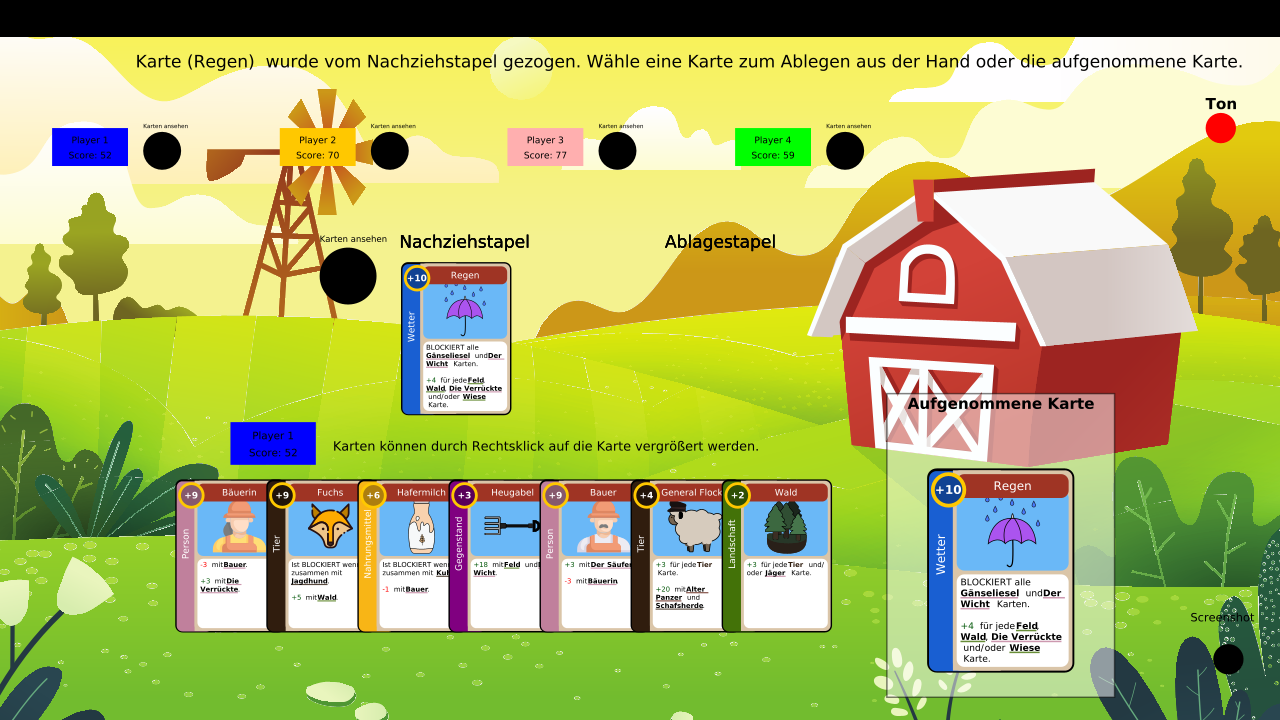 Karte (Regen) wurde vom Nachziehstapel gezogen. Wähle eine Karte zum Ablegen aus der Hand oder die aufgenommene Karte.
Ton
Player 1
Score: 52
Karten ansehen
Player 2
Score: 70
Karten ansehen
Player 3
Score: 77
Karten ansehen
Player 4
Score: 59
Karten ansehen
Karten ansehen
Nachziehstapel
Ablagestapel
+10
Regen
Wetter
BLOCKIERT alle
Gänseliesel und Der
Wicht Karten.
+4 für jede Feld,
Wald, Die Verrückte
und/oder Wiese
Karte.
Player 1
Score: 52
Karten können durch Rechtsklick auf die Karte vergrößert werden.
+9
Bäuerin
Person
-3 mit Bauer.
+3 mit Die
Verrückte.
+9
Fuchs
Tier
Ist BLOCKIERT wen
zusammen mit
Jagdhund.
+5 mit Wald.
+6
Hafermilch
Nahrungsmittel
Ist BLOCKIERT wen
zusammen mit Ku
-1 mit Bauer.
+3
Heugabel
Gegenstand
+18 mit Feld und
Wicht.
+9
Bauer
Person
+3 mit Der Säufer
-3 mit Bäuerin.
+4
General Flock
Tier
+3 für jede Tier
Karte.
+20 mit Alter
Panzer und
Schafsherde.
+2
Wald
Landschaft
+3 für jede Tier und/
oder Jäger Karte.
Aufgenommene Karte
+10
Regen
Wetter
BLOCKIERT alle
Gänseliesel und Der
Wicht Karten.
+4 für jede Feld,
Wald, Die Verrückte
und/oder Wiese
Karte.
Screenshot